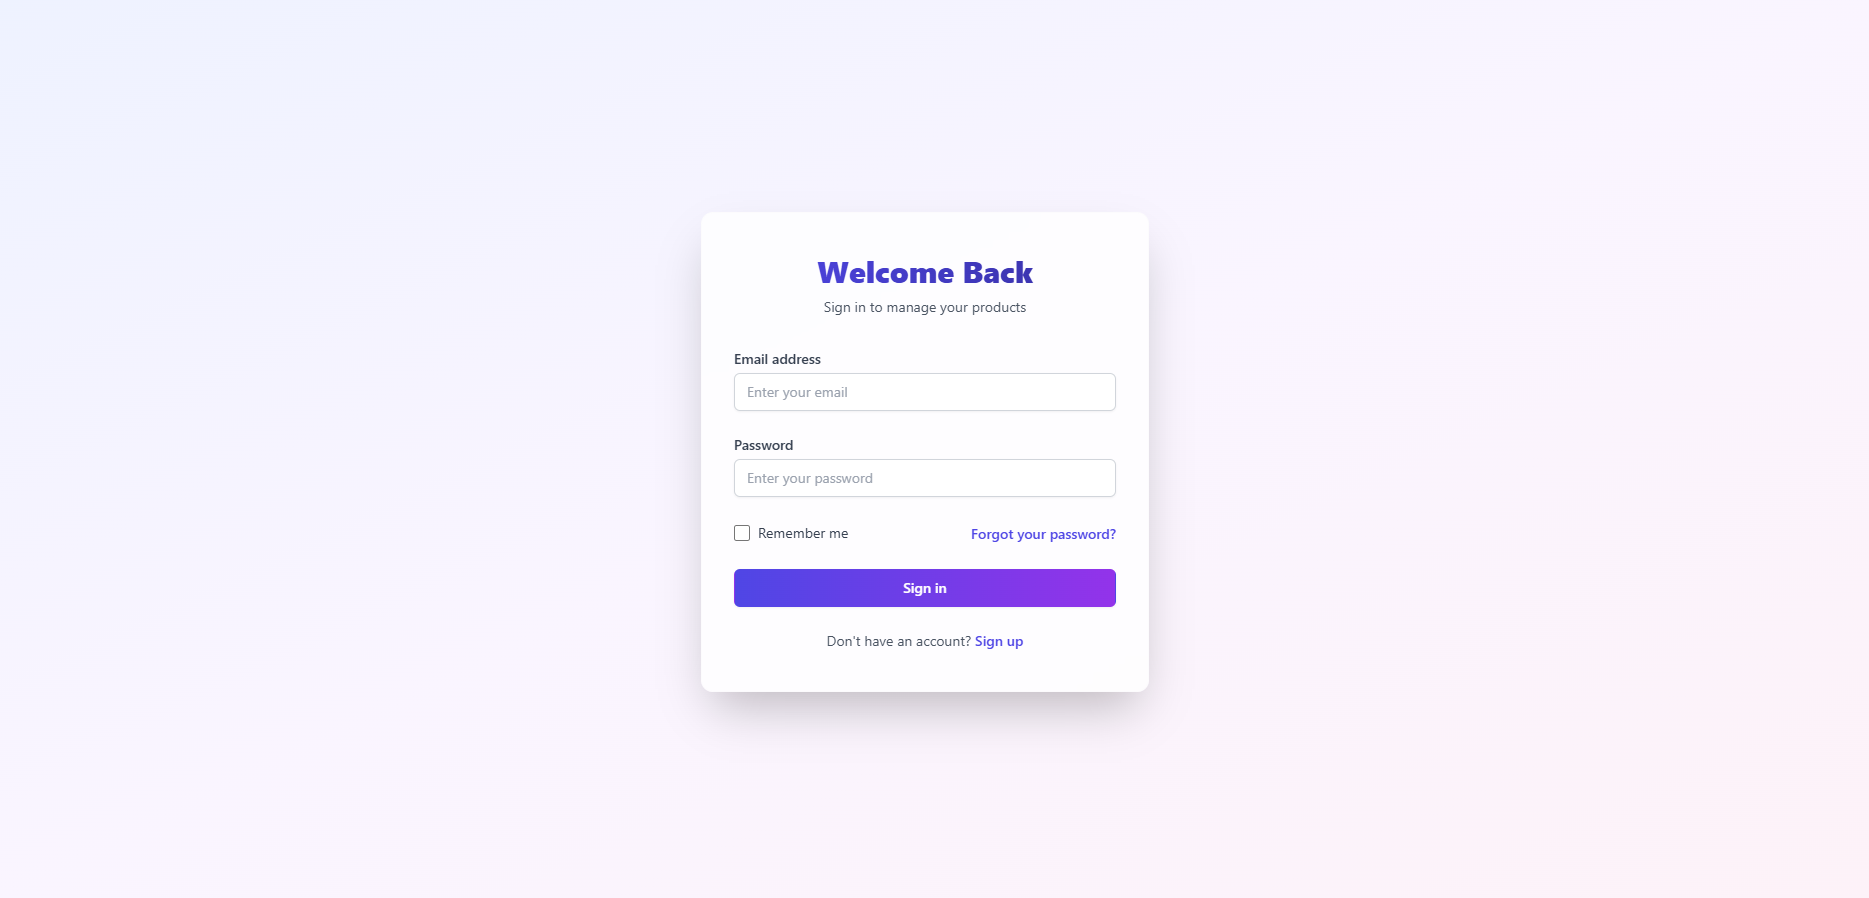 Welcome Back
Sign in to manage your products
Email address
Enter your email
Password
Enter your password
Remember me
Forgot your password?
Sign in
Don't have an account? Sign up